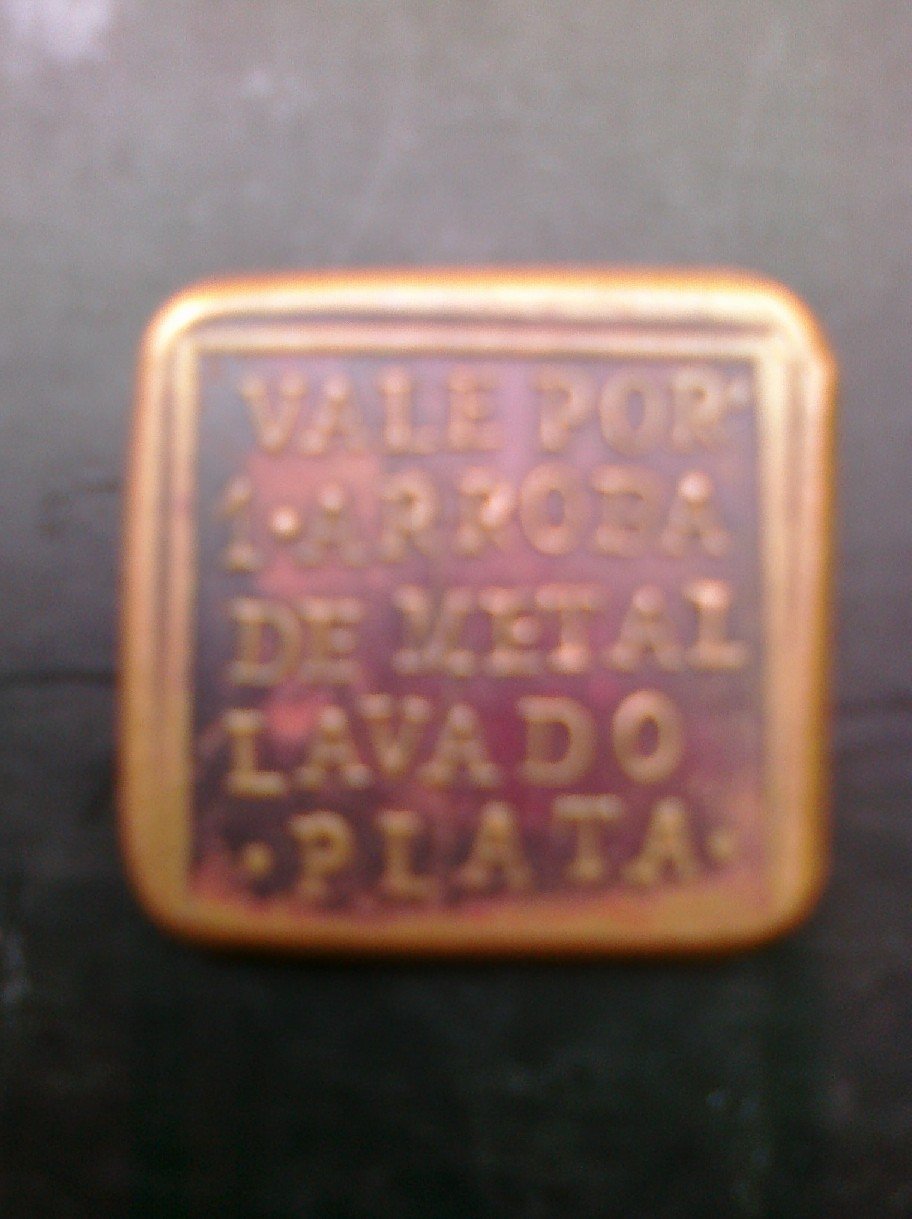 VALE POR
1·ARROBA
DE METAL
LAVADO
·PLATA·